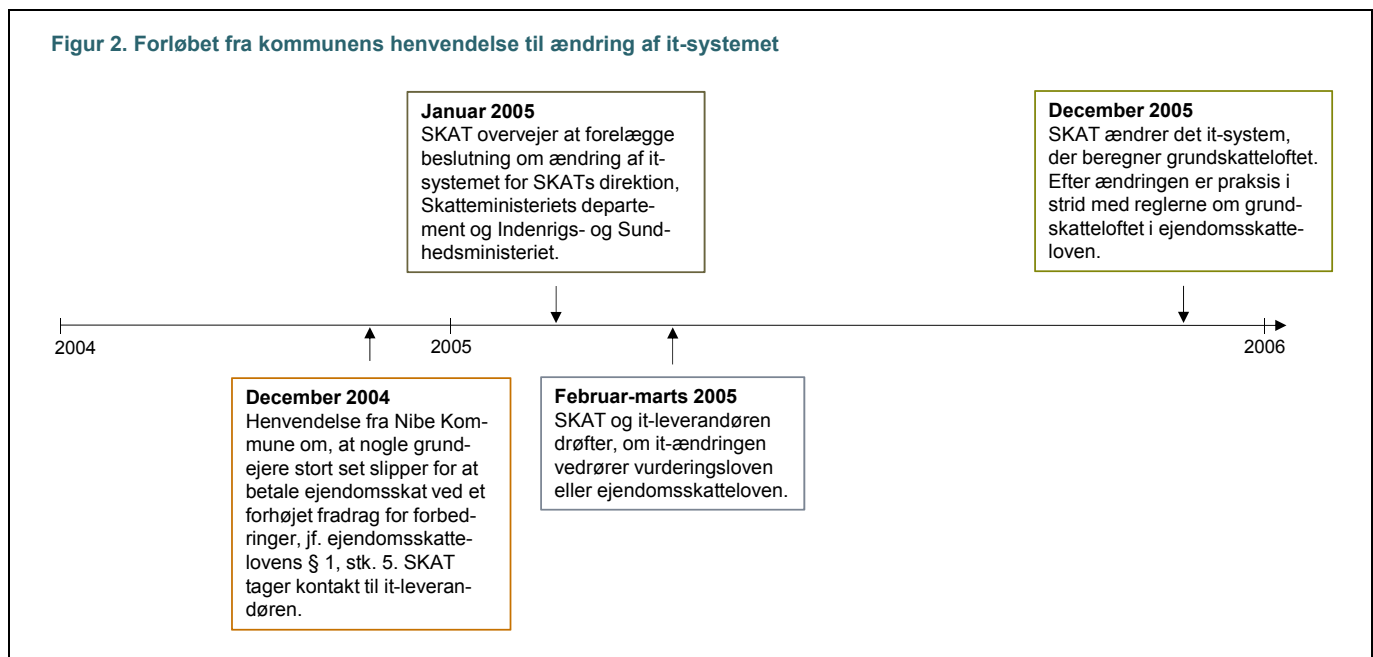 Figur 2. Forløbet fra kommunens henvendelse til ændring af it-systemet
Januar 2005
SKAT overvejer at forelægge
beslutning om ændring af it-
systemet for SKATs direktion,
Skatteministeriets departe-
ment og Indenrigs- og Sund-
hedsministeriet.
December 2005
SKAT ændrer det it-system,
der beregner grundskatteloftet.
Efter ændringen er praksis i
strid med reglerne om grund-
skatteloftet i ejendomsskatte-
loven.
2004
2005
2006
December 2004
Henvendelse fra Nibe Kom-
mune om, at nogle grund-
ejere stort set slipper for at
betale ejendomsskat ved et
forhøjet fradrag for forbed-
ringer, jf. ejendomsskatte-
lovens § 1, stk. 5. SKAT
tager kontakt til it-leveran-
døren.
Februar-marts 2005
SKAT og it-leverandøren
drøfter, om it-ændringen
vedrører vurderingsloven
eller ejendomsskatteloven.